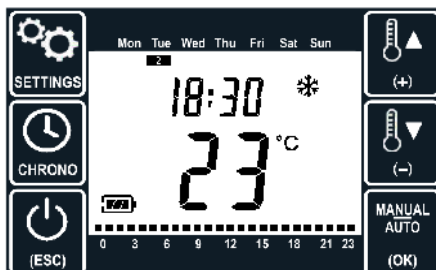 Mon Tue Wed Thu Fri Sat Sun
2
SETTINGS
18:30
(+)
23 °C
CHRONO
(-)
MANUAL
AUTO
0 3 6 9 12 15 18 21 23
(ESC)
(OK)